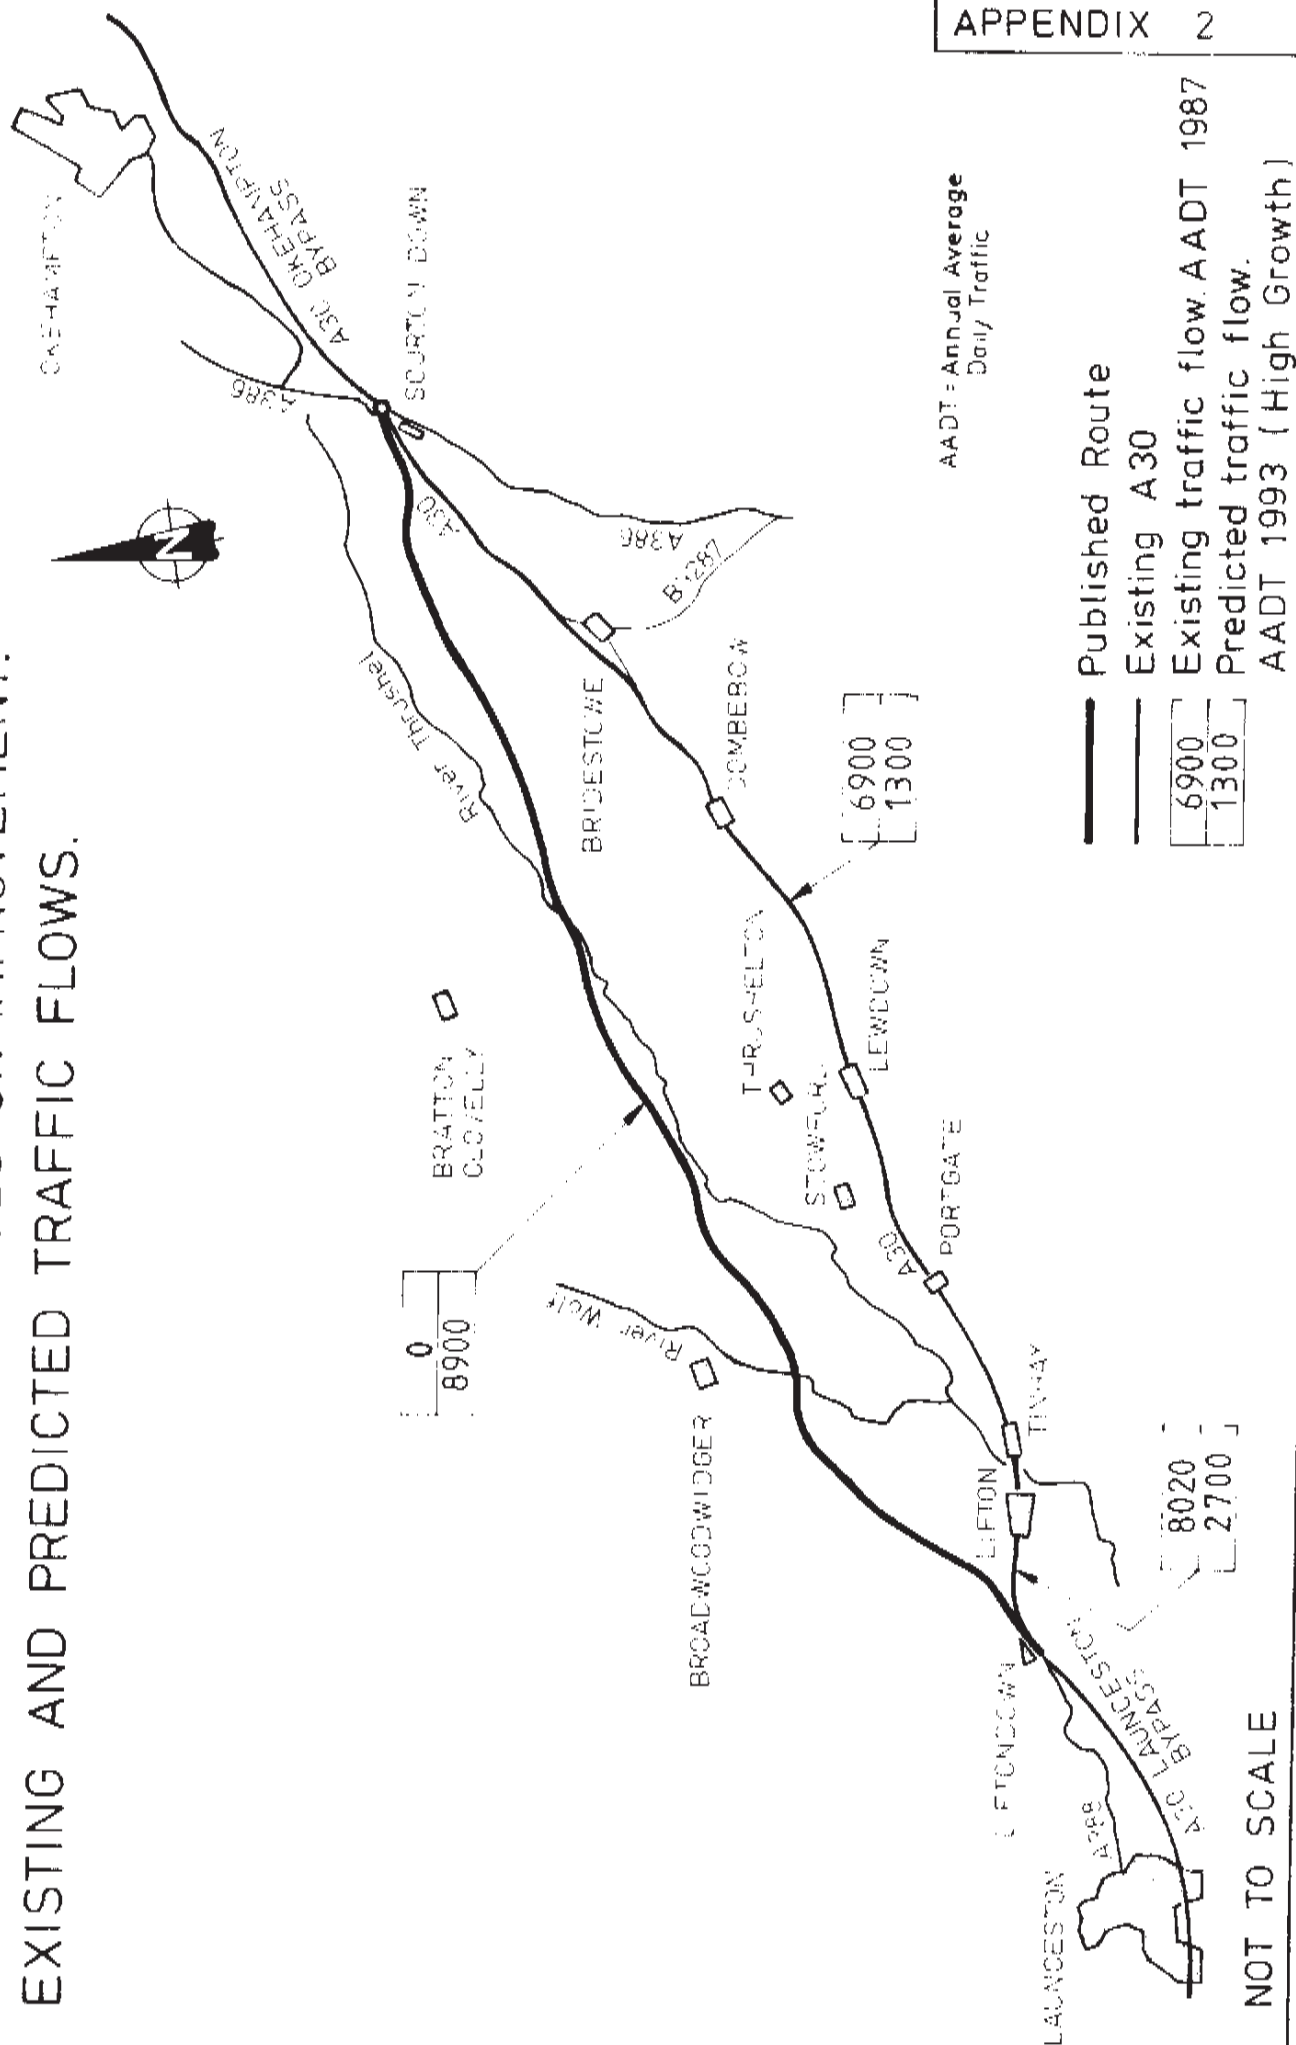 EXISTING AND PREDICTED TRAFFIC FLOWS.
OKEHAMPTON
A30 OKEHAMPTON
BYPASS
A386
SOURTON DOWN
N
A30
A386
River Thrushel
BRIDESTOWE
COMBEBOW
6900
1300
BRATTON
CLOVELLY
0
8900
THRUSHELTON
STOWFORD
LEWDOWN
River Wolf
A30
PORTGATE
BROADWOODWIDGER
TINHAY
LIFTON
8020
2700
LIFTONDOWN
A30 LAUNCESTON
BYPASS
A388
LAUNCESTON
NOT TO SCALE
AADT = Annual Average
Daily Traffic
Published Route
Existing A30
6900 Existing traffic flow. AADT 1987
1300 Predicted traffic flow.
AADT 1993 (High Growth)
APPENDIX 2